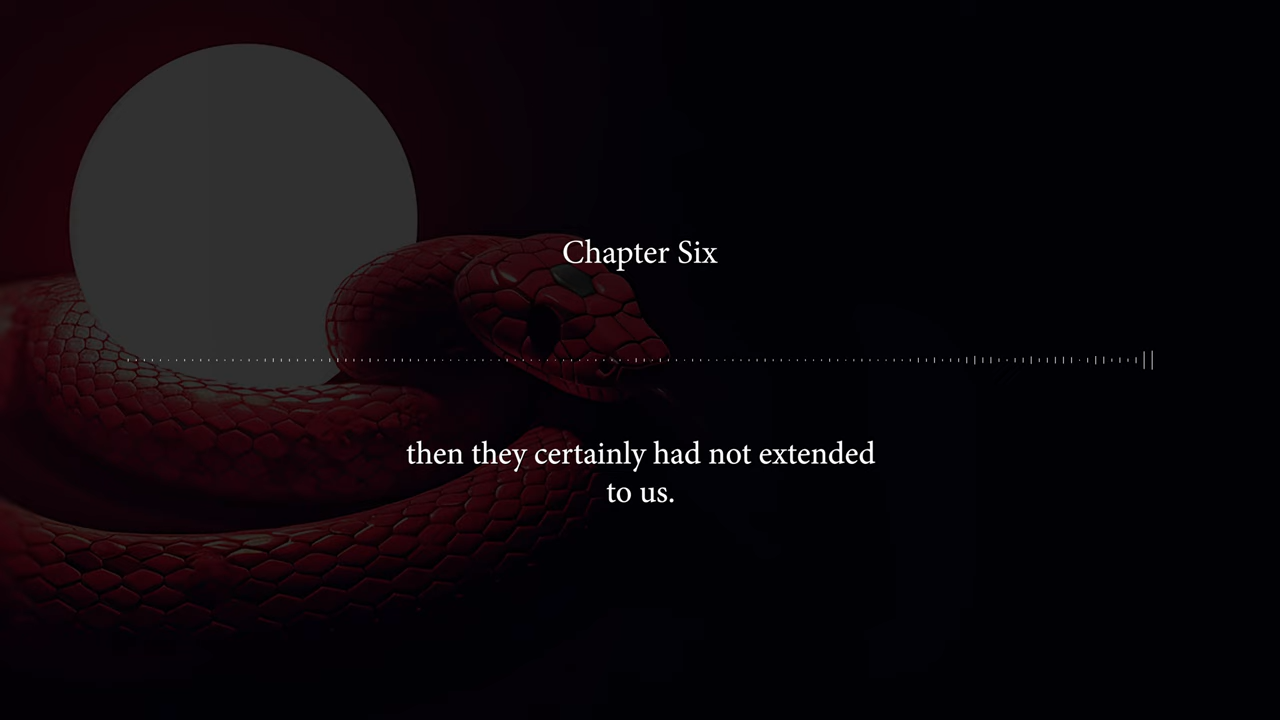 Chapter Six
then they certainly had not extended
to us.